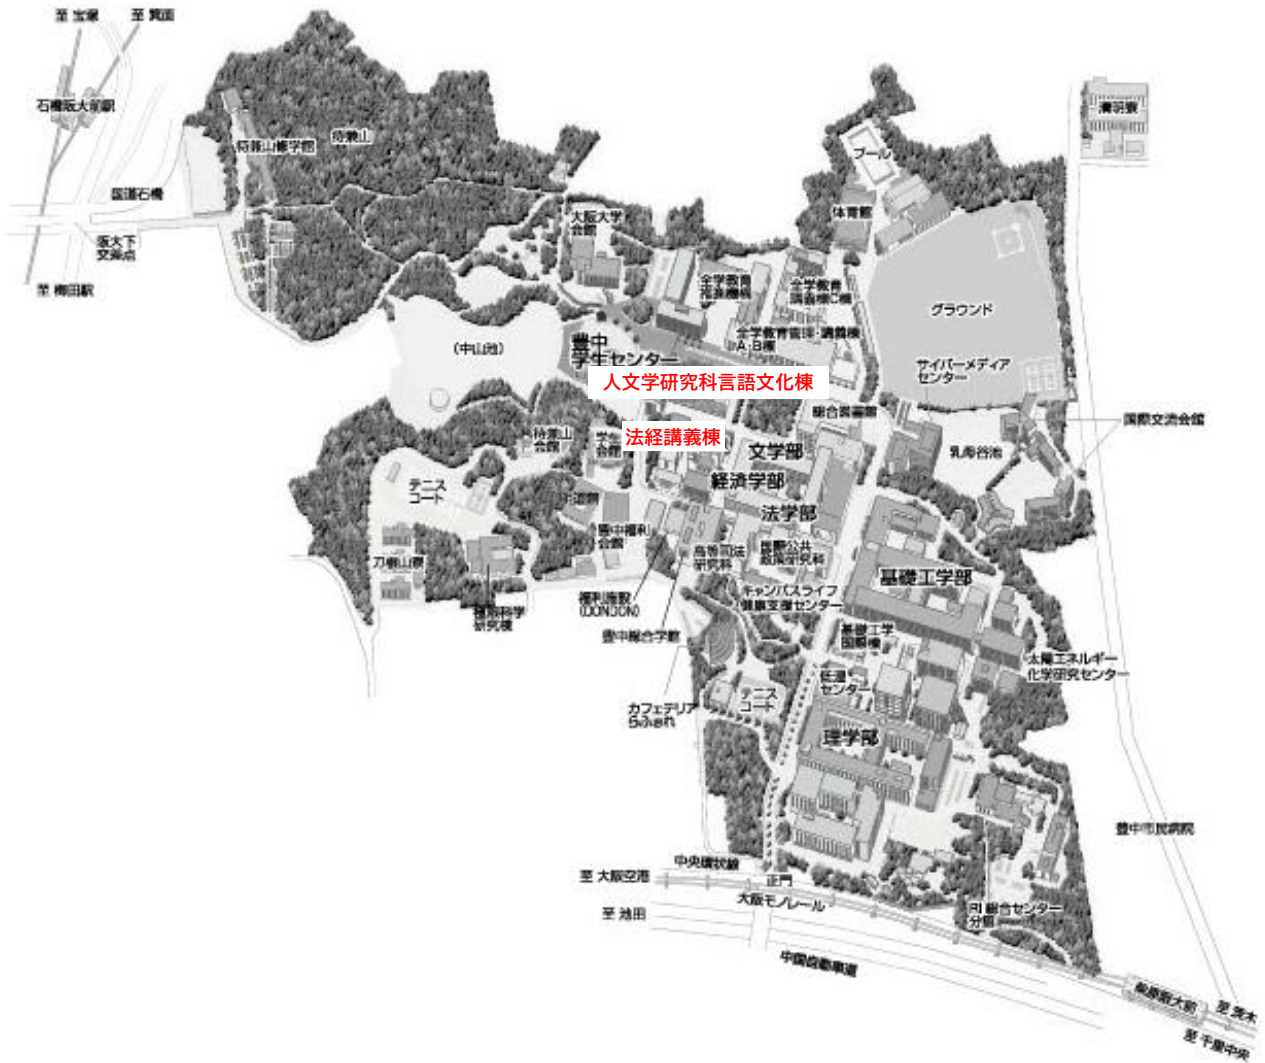 至 宝塚
至 箕面
石橋阪大前駅
待兼山修学館
待兼山
国道石橋
阪大下
交差点
至 梅田駅
清明寮
プール
体育館
大阪大学
会館
全学教育
推進機構
全学教育
講義棟C棟
全学教育管理・講義棟
A・B棟
グラウンド
(中山池)
豊中
学生センター
サイバーメディア
センター
人文学研究科言語文化棟
総合図書館
国際交流会館
待兼山
会館
学生
会館
法経講義棟
文学部
乳母谷池
経済学部
テニス
コート
法学部
豊中福利
会館
高等司法
研究科
国際公共
政策研究科
刀根山寮
基礎工学部
極限科学
研究棟
福利施設
(DONDON)
キャンパスライフ
健康支援センター
豊中総合学館
基礎工学
国際棟
太陽エネルギー
化学研究センター
低温
センター
テニス
コート
カフェテリア
らふぉれ
理学部
豊中市民病院
中央環状線
至 大阪空港
正門
大阪モノレール
至 池田
RI 総合センター
分館
中国自動車道
柴原阪大前
至 茨木
至 千里中央